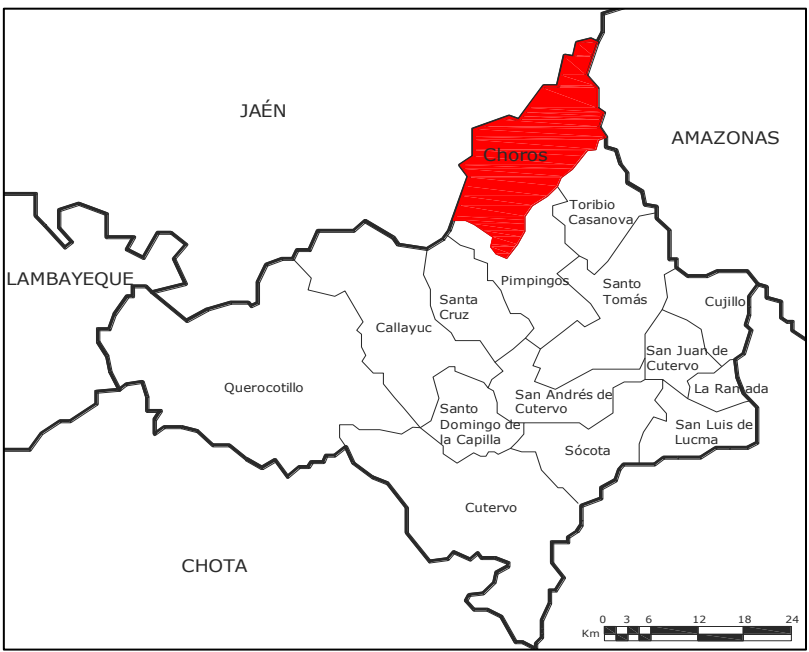 JAÉN
AMAZONAS
Choros
Toribio
Casanova
LAMBAYEQUE
Pimpingos
Santo
Tomás
Santa
Cruz
Cujillo
Callayuc
San Juan de
Cutervo
Querocotillo
La Ramada
San Andrés de
Cutervo
Santo
Domingo de
la Capilla
San Luis de
Lucma
Sócota
Cutervo
CHOTA
0 3 6 12 18 24
Km